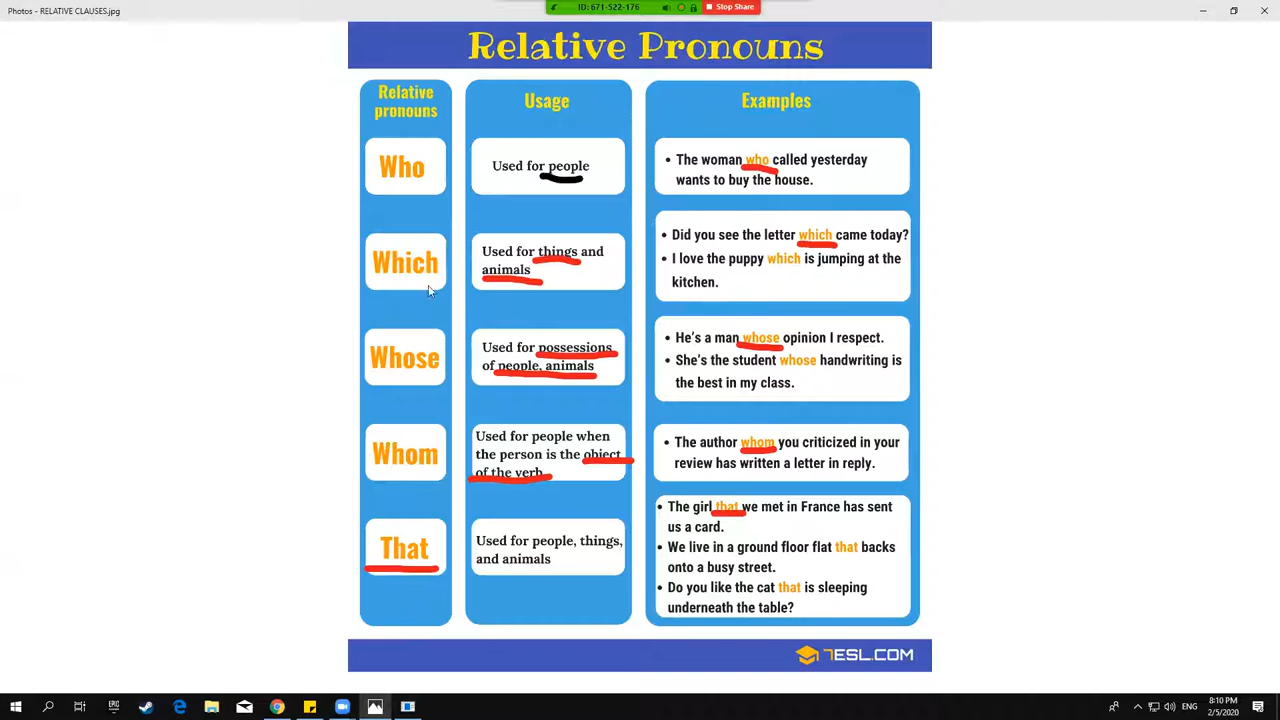 Photos - RELATIVE CLAUSES.jpg
ID: 671-522-176
Stop Share
Relative Pronouns
Relative
pronouns
Usage
Examples
Who
Used for people
• The woman who called yesterday
wants to buy the house.
Which
Used for things and
animals
• Did you see the letter which came today?
• I love the puppy which is jumping at the
kitchen.
Whose
Used for possessions
of people, animals
• He's a man whose opinion I respect.
• She's the student whose handwriting is
the best in my class.
Whom
Used for people when
the person is the object
of the verb
• The author whom you criticized in your
review has written a letter in reply.
That
Used for people, things,
and animals
• The girl that we met in France has sent
us a card.
• We live in a ground floor flat that backs
onto a busy street.
• Do you like the cat that is sleeping
underneath the table?
7ESL.COM
EPIC
ENG
8:10 PM
2/5/2020